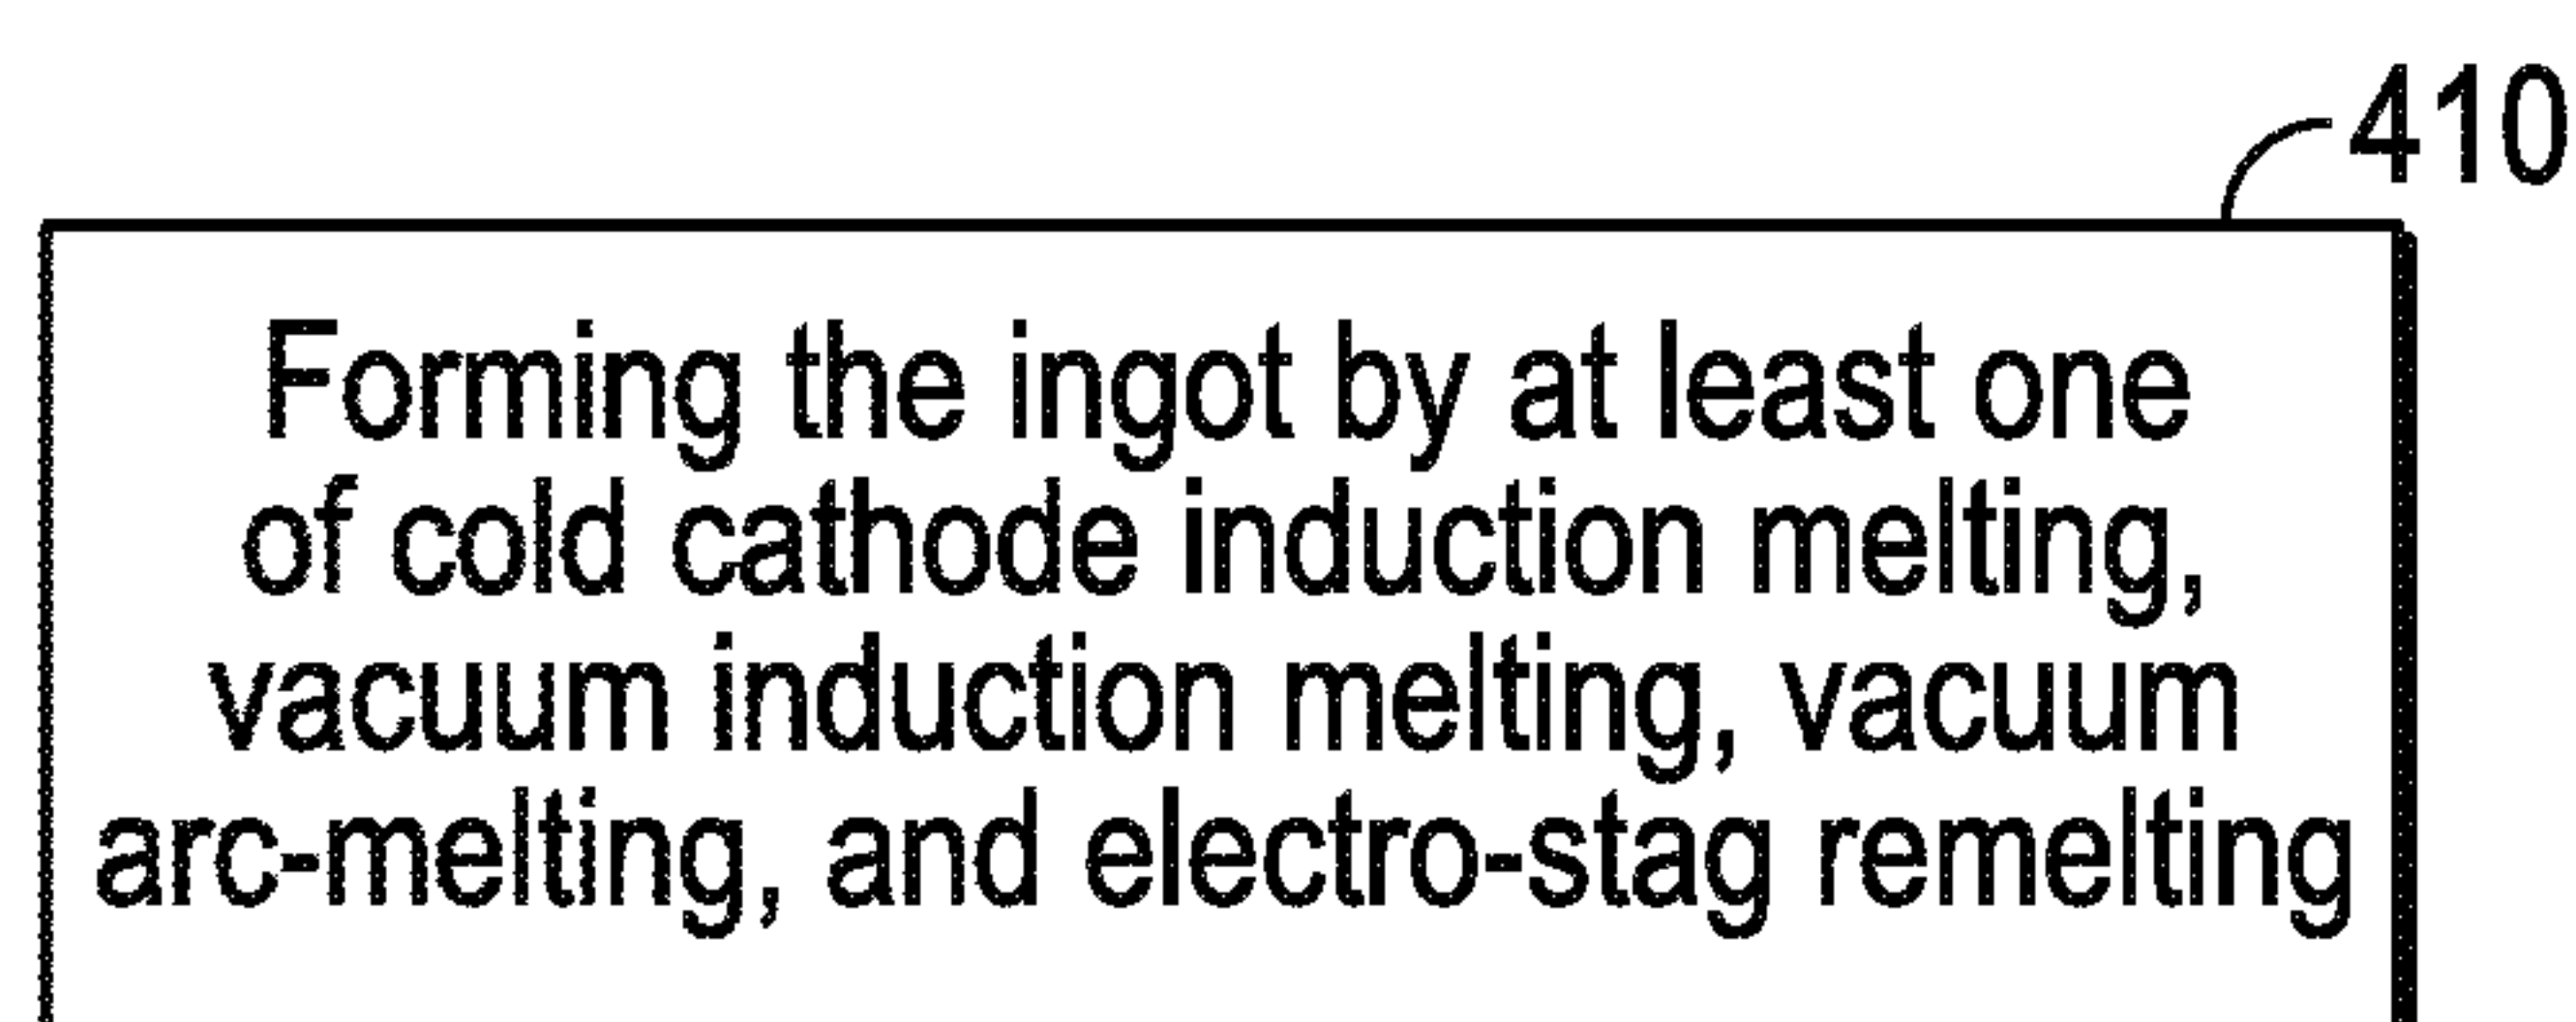 410
Forming the ingot by at least one
of cold cathode induction melting,
vacuum induction melting, vacuum
arc-melting, and electro-stag remelting